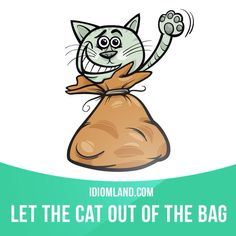 IDIOMLAND.COM
LET THE CAT OUT OF THE BAG